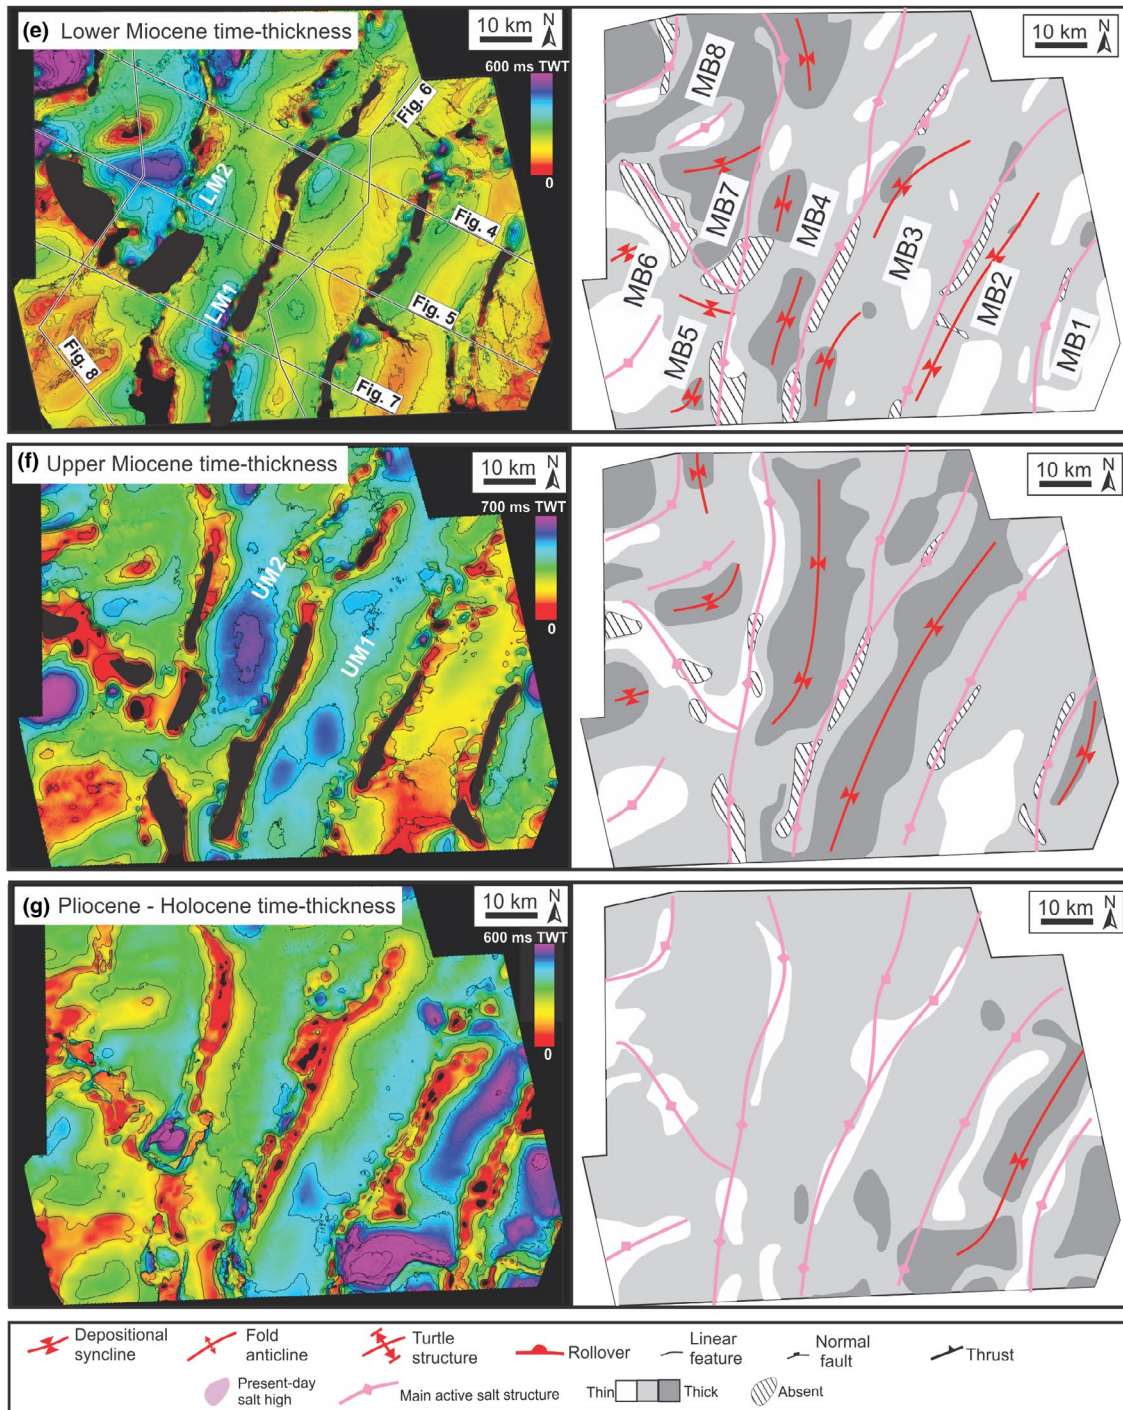 (e) Lower Miocene time-thickness
10 km
N
600 ms TWT
0
Fig. 6
LM2
Fig. 4
LM1
Fig. 5
Fig. 8
Fig. 7
10 km
N
MB8
MB7
MB4
MB3
MB6
MB2
MB5
MB1
(f) Upper Miocene time-thickness
10 km
N
700 ms TWT
0
UM2
UM1
10 km
N
(g) Pliocene - Holocene time-thickness
10 km
N
600 ms TWT
0
10 km
N
Depositional
syncline
Fold
anticline
Turtle
structure
Rollover
Linear
feature
Normal
fault
Thrust
Present-day
salt high
Main active salt structure
Thin
Thick
Absent